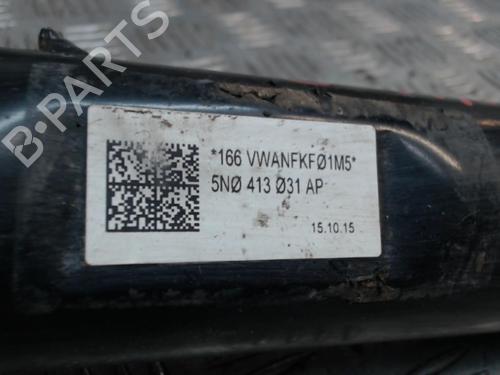 B-PARTS
*166 VWANFKFØ1M5*
5NØ 413 Ø31 AP
15.10.15